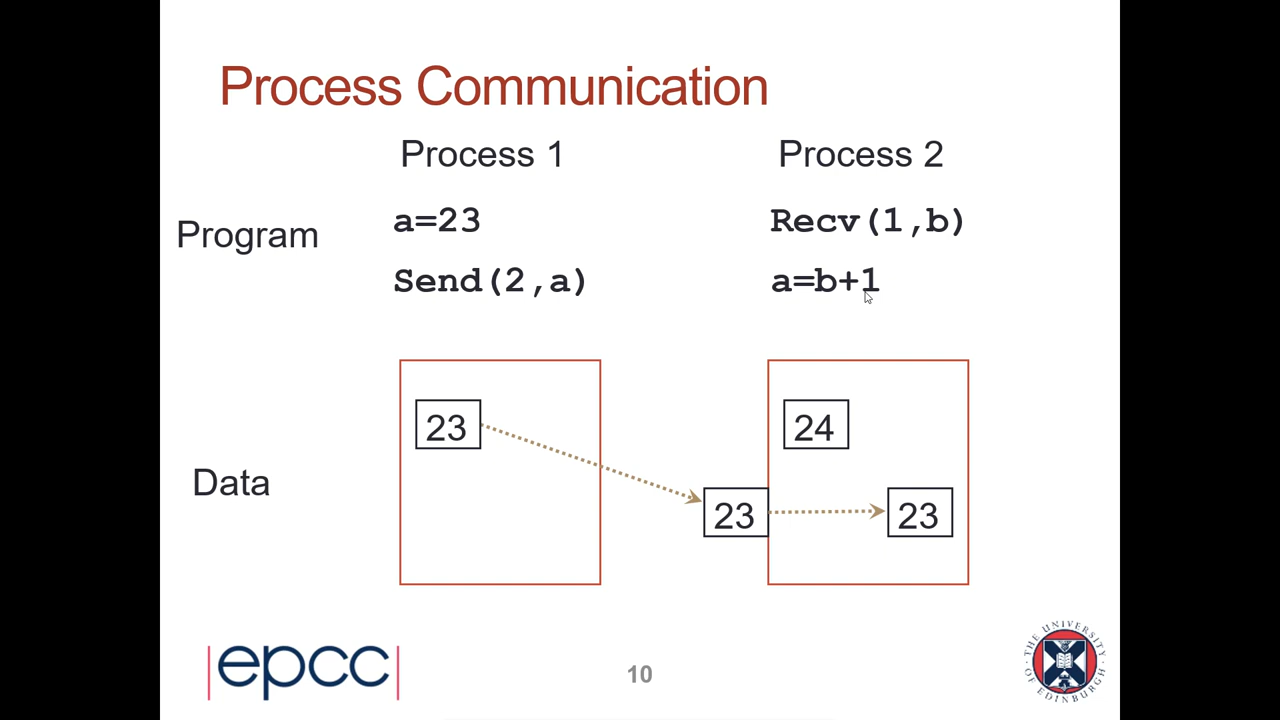 Process Communication
Process 1
Process 2
Program
a=23
Recv(1,b)
Send(2,a)
a=b+1
Data
23
24
23
23
epcc
10
THE UNIVERSITY OF EDINBURGH